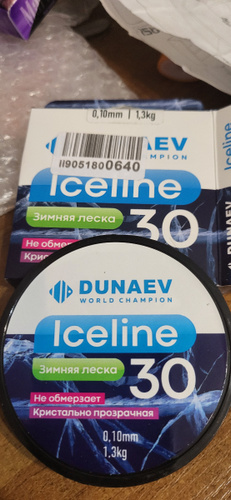 0,10mm | 1,3kg
II9051800640
DUNAEV
CHAMPION
Iceline
Зимняя леска
30
Не обмерзает
DUNAEV
DUNAEV
WORLD CHAMPION
Iceline
Зимняя леска
30
Не обмерзает
Кристально прозрачная
0,10mm
1,3kg